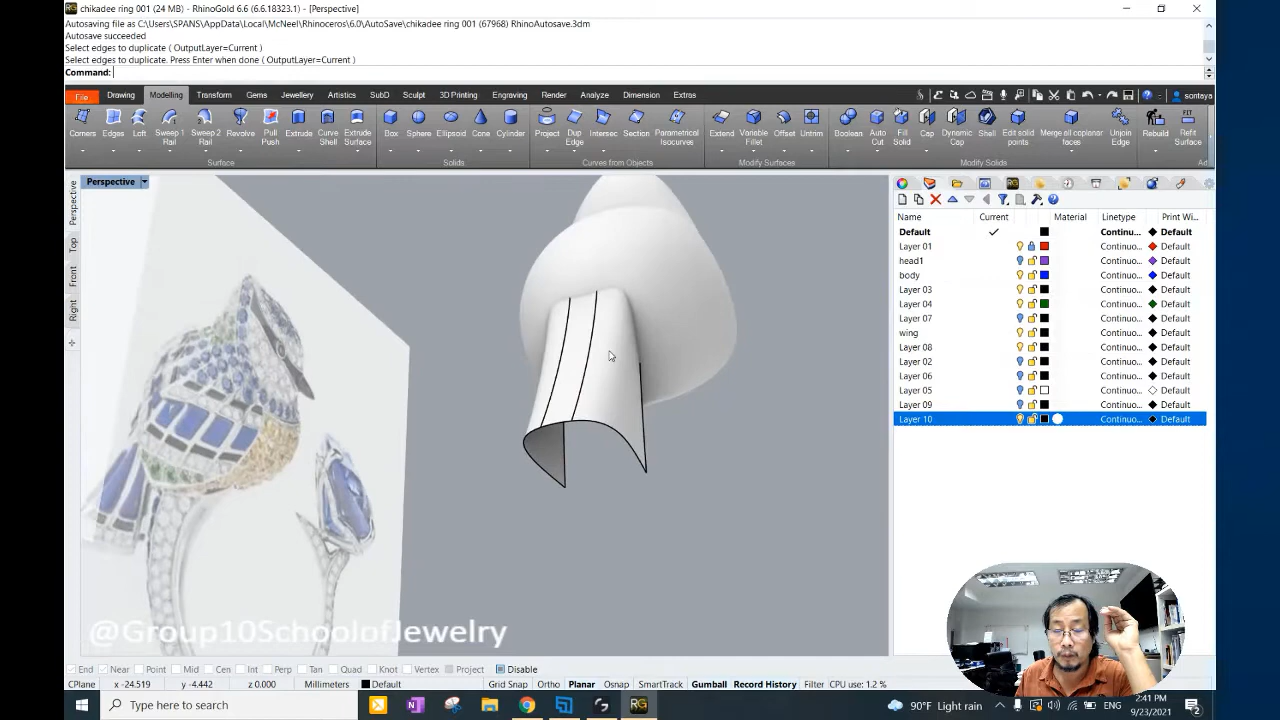 chikadee ring 001 (24 MB) - RhinoGold 6.6 (6.6.18323.1) - [Perspective]
Autosaving file as C:\Users\SPANS\AppData\Local\McNeel\Rhinoceros\6.0\AutoSave\chikadee ring 001 (67968) RhinoAutosave.3dm
Autosave succeeded
Select edges to duplicate ( OutputLayer=Current )
Select edges to duplicate. Press Enter when done ( OutputLayer=Current )
Command:
File Drawing Modelling Transform Gems Jewellery Artistics SubD Sculpt 3D Printing Engraving Render Analyze Dimension Extras sontaya
Corners Edges Loft Sweep 1 Rail Sweep 2 Rail Revolve Pull Push Extrude Curve Shell Extrude Surface Box Sphere Ellipsoid Cone Cylinder Project Dup Edge Intersec Section Parametrical Isocurves Extend Variable Fillet Offset Untrim Boolean Auto Cut Fill Solid Cap Dynamic Cap Shell Edit solid points Merge all coplanar faces Unjoin Edge Rebuild Refit Surface
Surface Solids Curves from Objects Modify Surfaces Modify Solids Ad
Perspective
Perspective
Top
Front
Right
Name Current Material Linetype Print Wi...
Default Continu... Default
Layer 01 Continuo... Default
head1 Continuo... Default
body Continuo... Default
Layer 03 Continuo... Default
Layer 04 Continuo... Default
Layer 07 Continuo... Default
wing Continuo... Default
Layer 08 Continuo... Default
Layer 02 Continuo... Default
Layer 06 Continuo... Default
Layer 05 Continuo... Default
Layer 09 Continuo... Default
Layer 10 Continuo... Default
@Group10SchoolofJewelry
End Near Point Mid Cen Int Perp Tan Quad Knot Vertex Project Disable
CPlane x -24.519 y -4.442 z 0.000 Millimeters Default Grid Snap Ortho Planar Osnap SmartTrack Gumball Record History Filter CPU use: 1.2 %
Type here to search
90°F Light rain
ENG
2:41 PM
9/23/2021
2